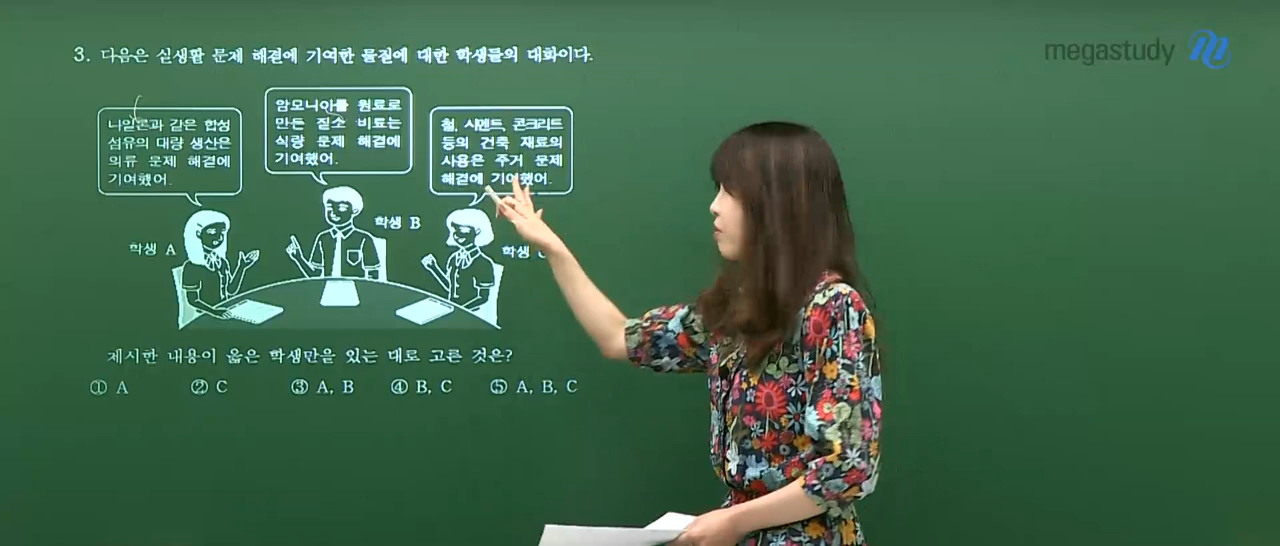 megastudy
3. 다음은 실생활 문제 해결에 기여한 물질에 대한 학생들의 대화이다.
나일론과 같은 합성
섬유의 대량 생산은
의류 문제 해결에
기여했어.
암모니아를 원료로
만든 질소 비료는
식량 문제 해결에
기여했어.
철, 시멘트, 콘크리트
등의 건축 재료의
사용은 주거 문제
해결에 기여했어.
학생 A
학생 B
학생 C
제시한 내용이 옳은 학생만을 있는 대로 고른 것은?
① A ② C ③ A, B ④ B, C ⑤ A, B, C